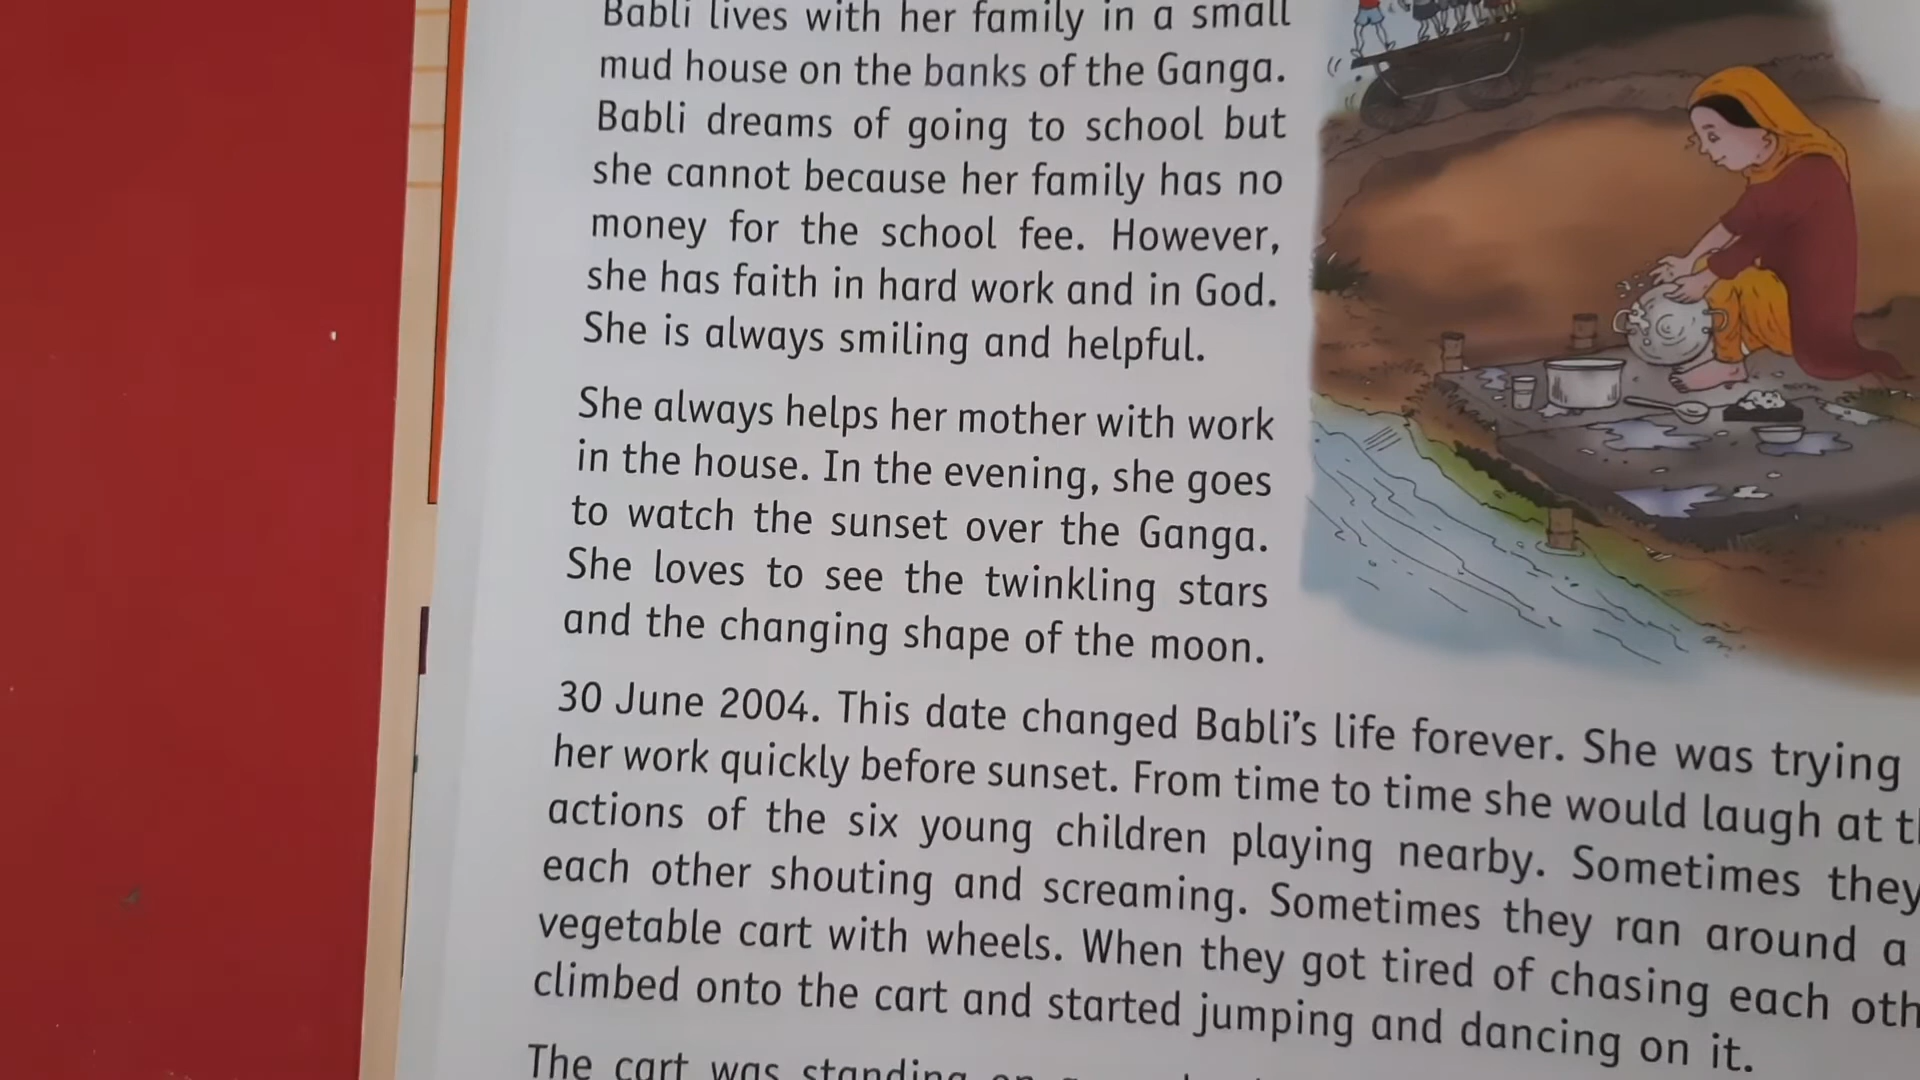 Babli lives with her family in a small
mud house on the banks of the Ganga.
Babli dreams of going to school but
she cannot because her family has no
money for the school fee. However,
she has faith in hard work and in God.
She is always smiling and helpful.
She always helps her mother with work
in the house. In the evening, she goes
to watch the sunset over the Ganga.
She loves to see the twinkling stars
and the changing shape of the moon.
30 June 2004. This date changed Babli's life forever. She was trying
her work quickly before sunset. From time to time she would laugh at
actions of the six young children playing nearby. Sometimes they
each other shouting and screaming. Sometimes they ran around a
vegetable cart with wheels. When they got tired of chasing each
climbed onto the cart and started jumping and dancing on it.
The cart was standing on a